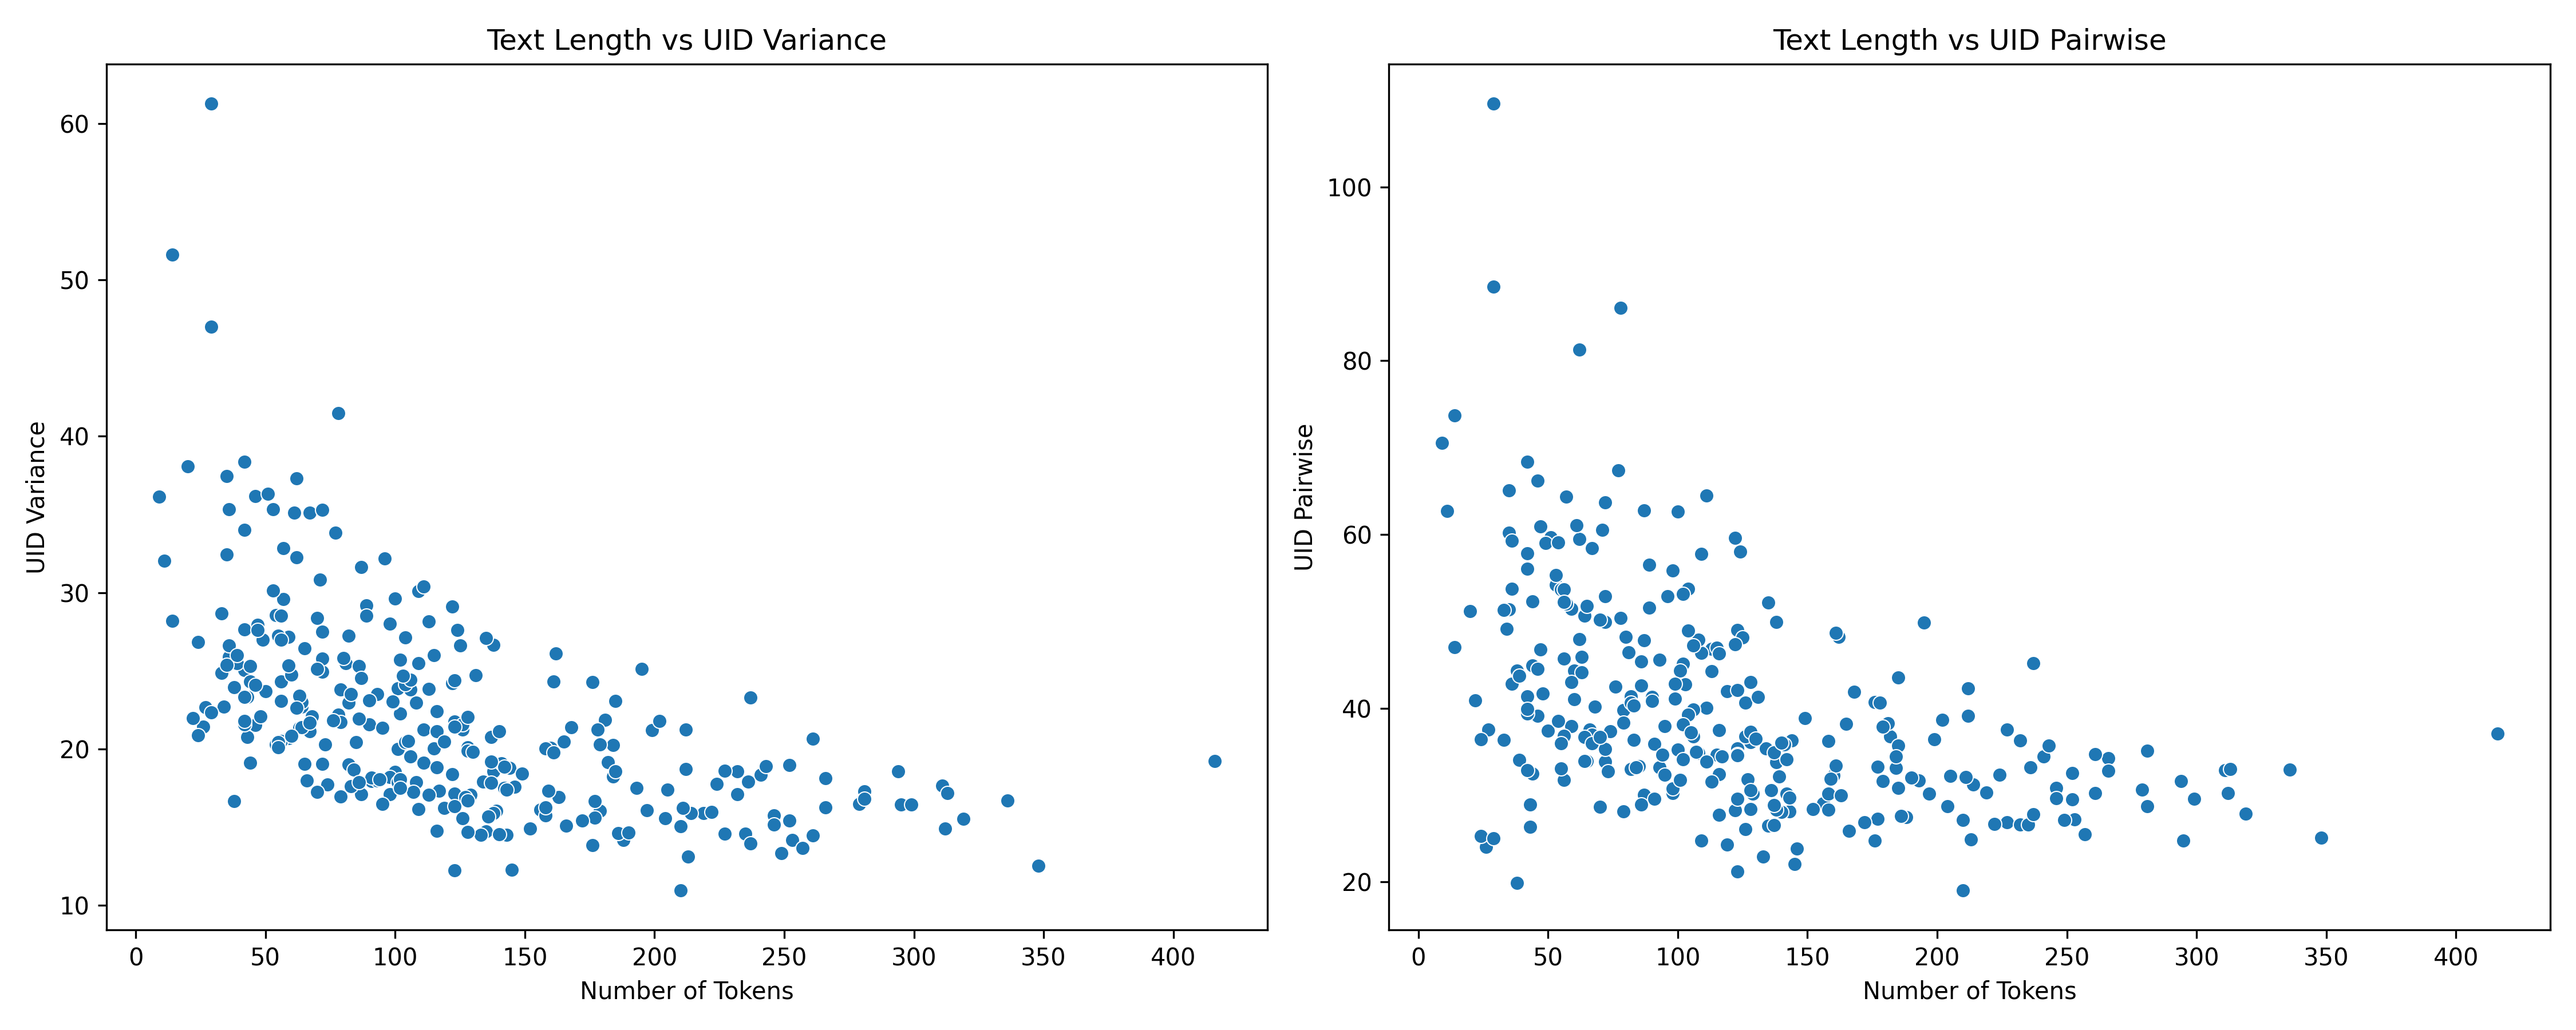 Text Length vs UID Variance
UID Variance
60
50
40
30
20
10
0 50 100 150 200 250 300 350 400
Number of Tokens
Text Length vs UID Pairwise
UID Pairwise
100
80
60
40
20
0 50 100 150 200 250 300 350 400
Number of Tokens